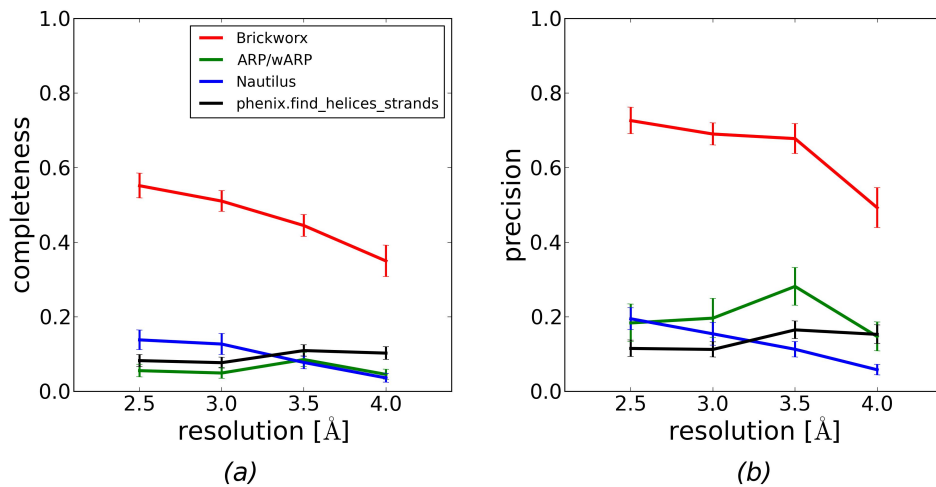 1.0
0.8
0.6
0.4
0.2
0.0
completeness
Brickworx
ARP/wARP
Nautilus
phenix.find_helices_strands
2.5 3.0 3.5 4.0
resolution [Å]
(a)
1.0
0.8
0.6
0.4
0.2
0.0
precision
2.5 3.0 3.5 4.0
resolution [Å]
(b)